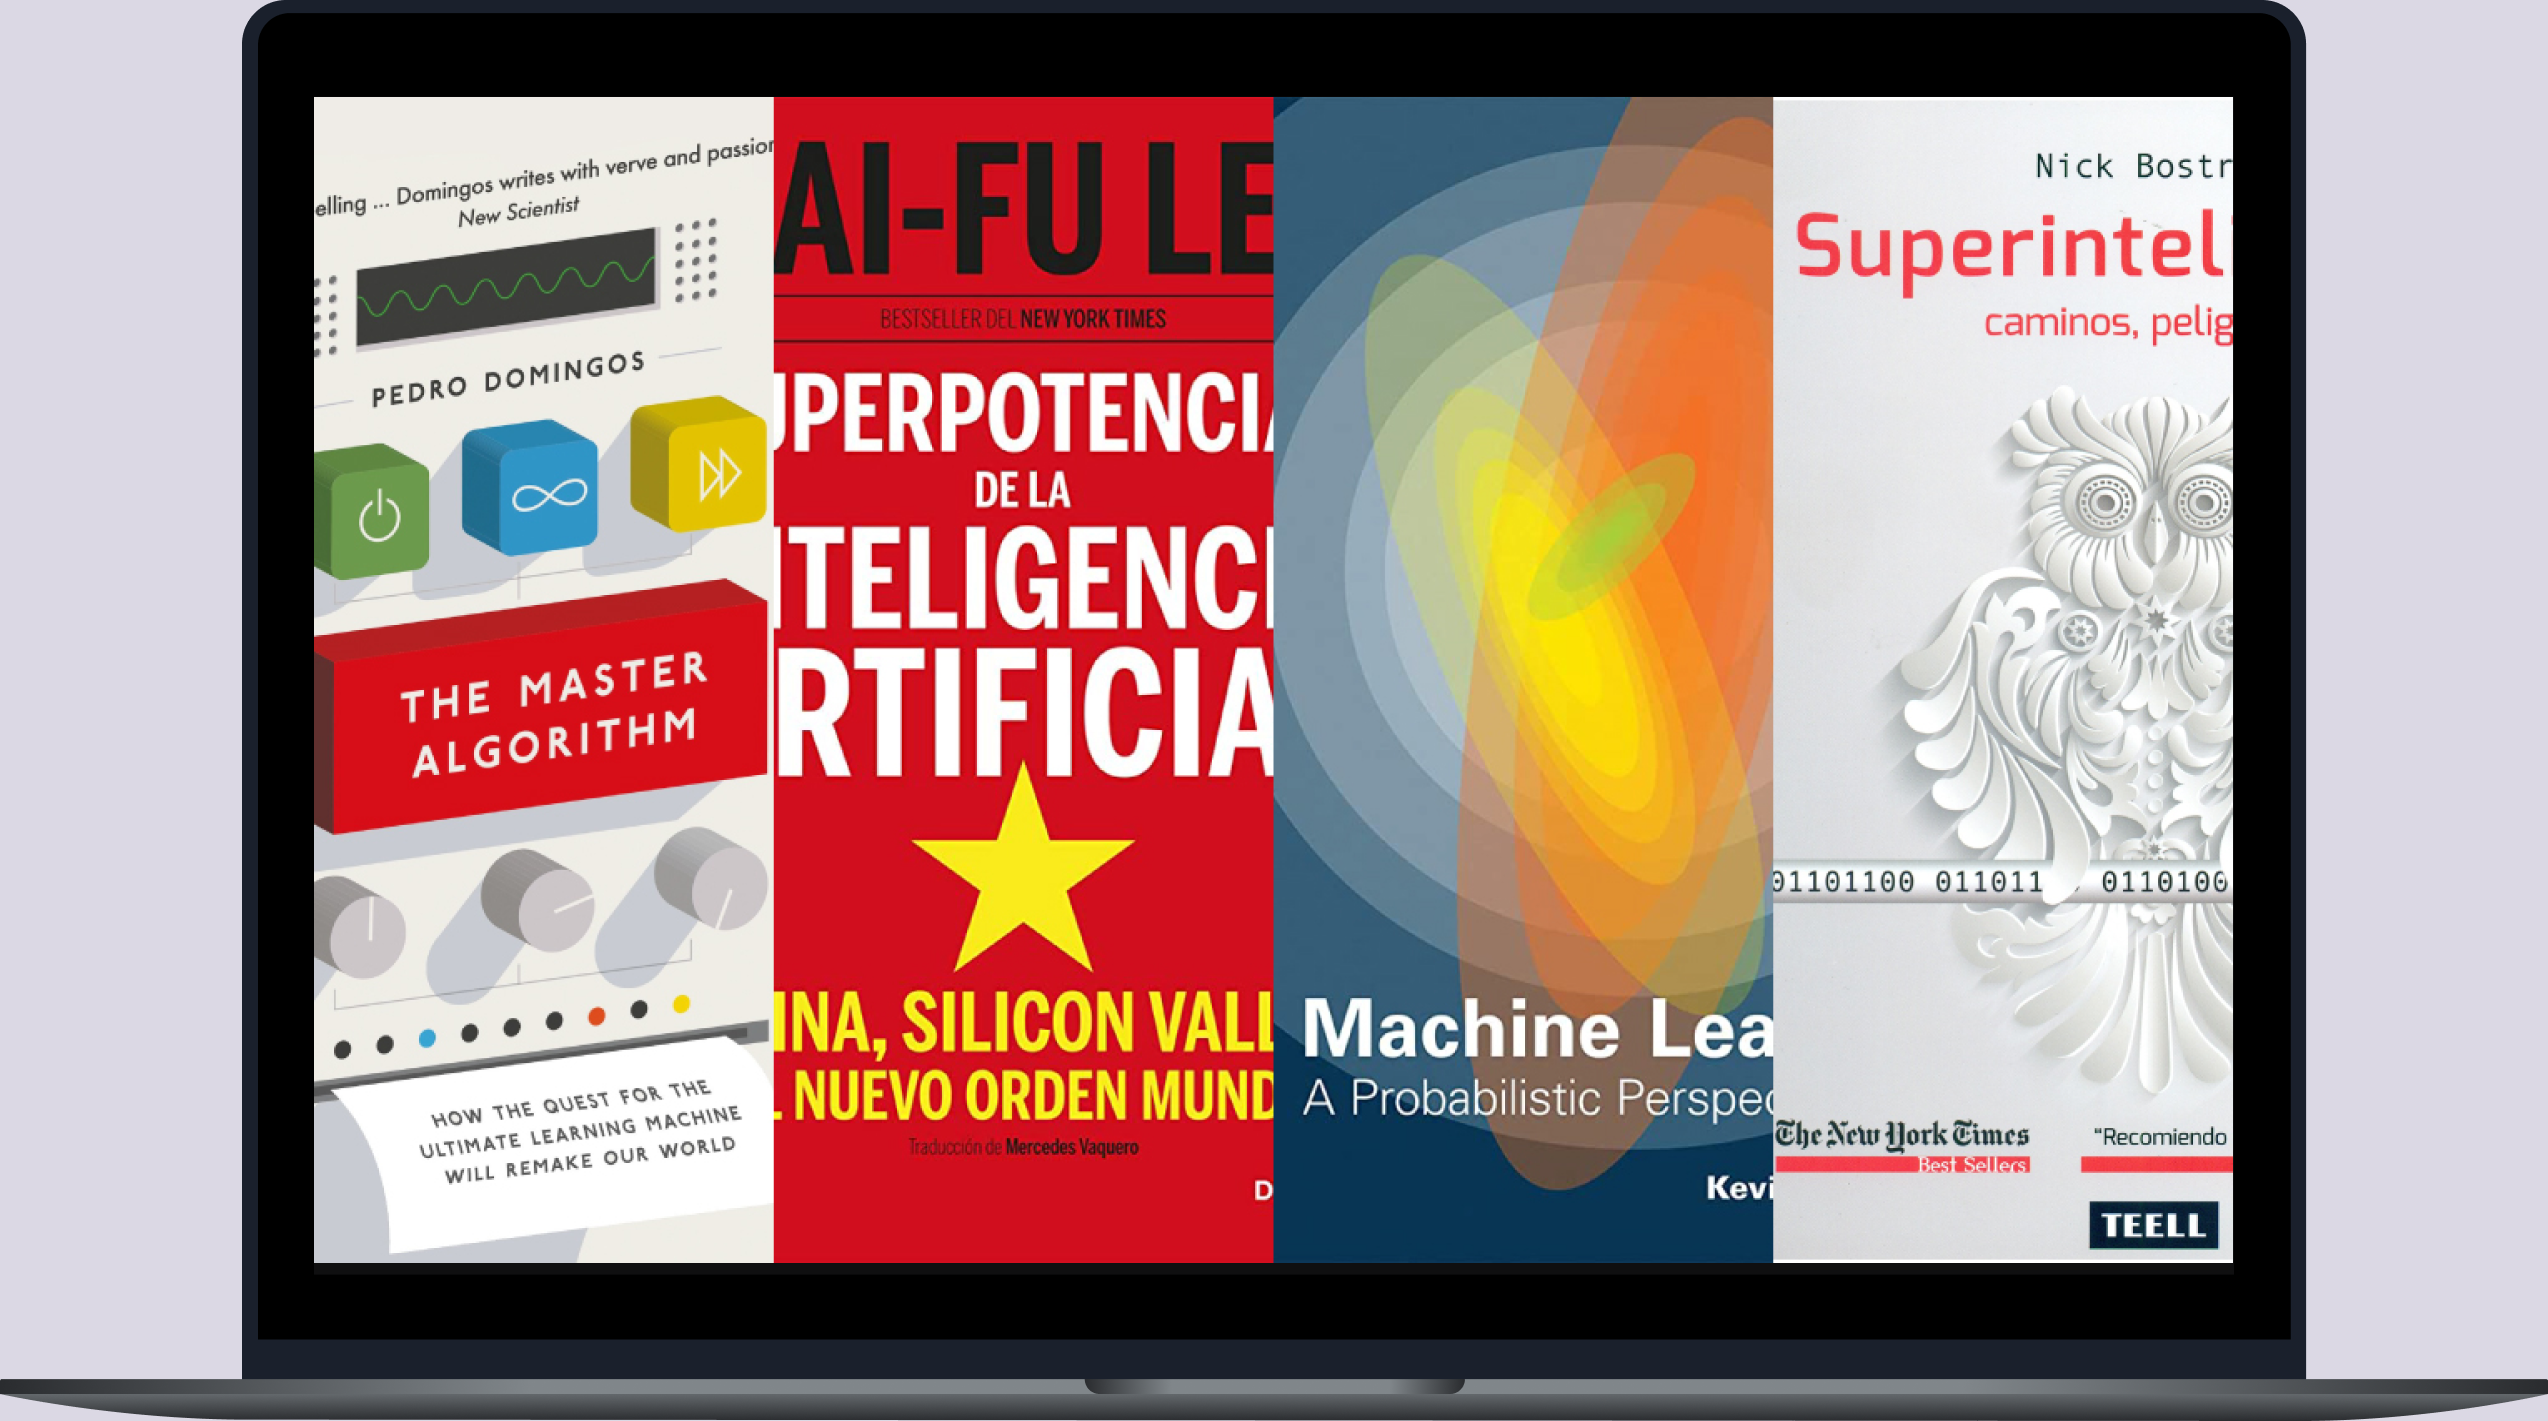 elling ... Domingos writes with verve and passion
New Scientist
PEDRO DOMINGOS
THE MASTER
ALGORITHM
HOW THE QUEST FOR THE
ULTIMATE LEARNING MACHINE
WILL REMAKE OUR WORLD
AI-FU LE
BESTSELLER DEL NEW YORK TIMES
UPERPOTENCIA
DE LA
NTELIGENCI
RTIFICIA
INA, SILICON VALL
L NUEVO ORDEN MUND
Traducción de Mercedes Vaquero
D
Machine Lea
A Probabilistic Perspec
Kevi
Nick Bostr
Superinteli
caminos, pelig
01101100 011011 0110100
The New York Times
Best Sellers
"Recomiendo
TEELL